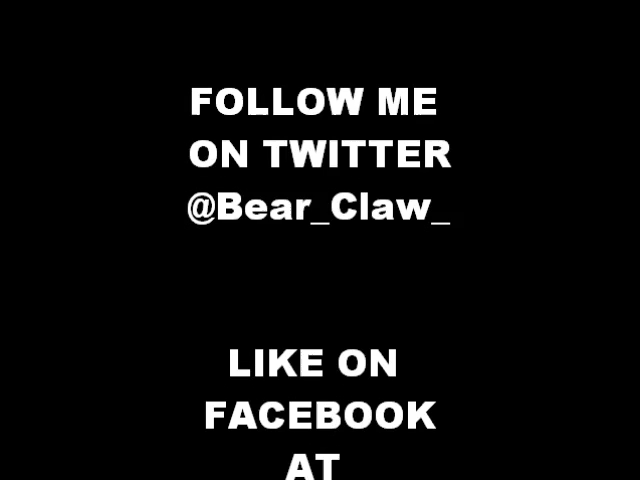 FOLLOW ME
ON TWITTER
@Bear_Claw_
LIKE ON
FACEBOOK
AT